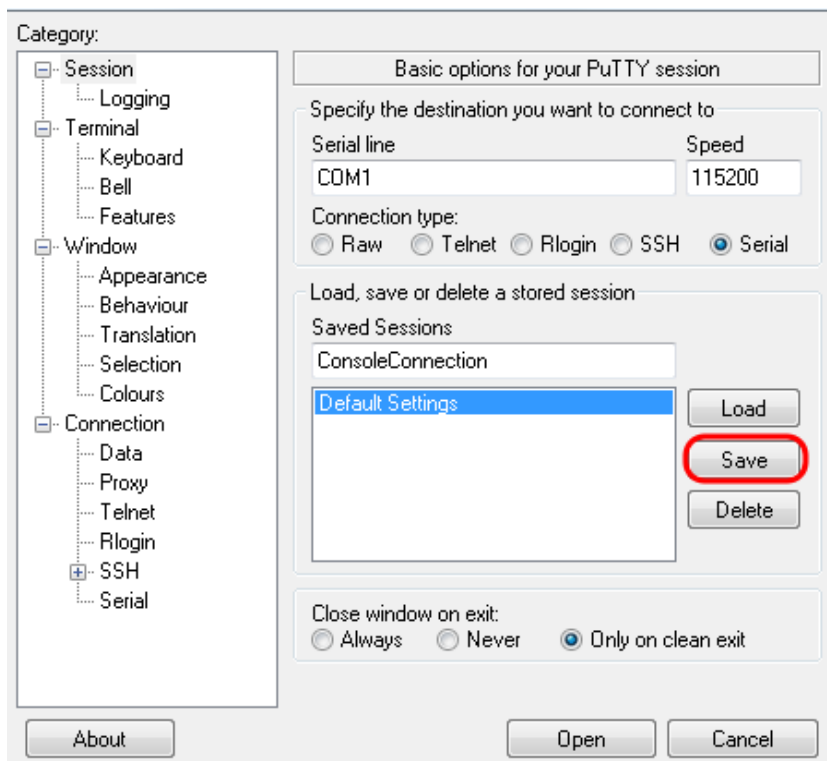 Category:
Session
Logging
Terminal
Keyboard
Bell
Features
Window
Appearance
Behaviour
Translation
Selection
Colours
Connection
Data
Proxy
Telnet
Rlogin
SSH
Serial
Basic options for your PuTTY session
Specify the destination you want to connect to
Serial line Speed
COM1 115200
Connection type:
Raw Telnet Rlogin SSH Serial
Load, save or delete a stored session
Saved Sessions
ConsoleConnection
Default Settings
Load
Save
Delete
Close window on exit:
Always Never Only on clean exit
About Open Cancel